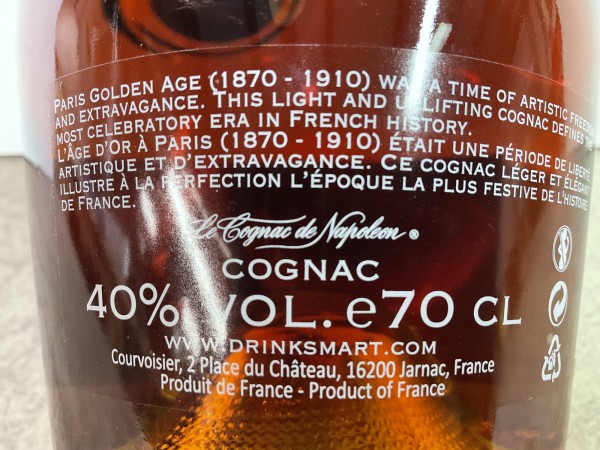 PARIS GOLDEN AGE (1870 - 1910) WAS A TIME OF ARTISTIC FREEDOM
AND EXTRAVAGANCE. THIS LIGHT AND UPLIFTING COGNAC DEFINES THE
MOST CELEBRATORY ERA IN FRENCH HISTORY.
L'ÂGE D'OR À PARIS (1870 - 1910) ÉTAIT UNE PÉRIODE DE LIBERTÉ
ARTISTIQUE ET D'EXTRAVAGANCE. CE COGNAC LÉGER ET ÉLÉGANT
ILLUSTRE À LA PERFECTION L'ÉPOQUE LA PLUS FESTIVE DE L'HISTOIRE
DE FRANCE.
Le Cognac de Napoleon ®
COGNAC
40% VOL. e70 CL
WWW.DRINKSMART.COM
Courvoisier, 2 Place du Château, 16200 Jarnac, France
Produit de France - Product of France